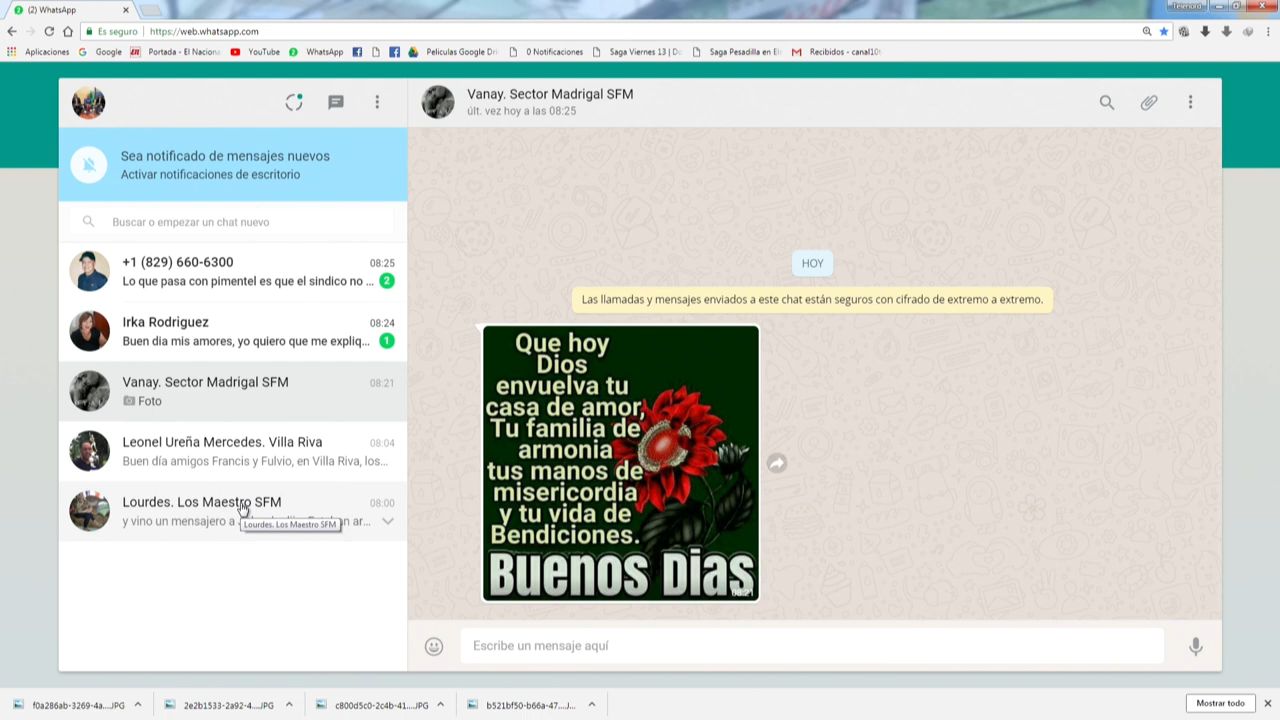 (2) WhatsApp
Telenord
Es seguro
https://web.whatsapp.com
Aplicaciones
Google
Portada - El Naciona
YouTube
WhatsApp
Peliculas Google Dri
0 Notificaciones
Saga Viernes 13 | D
Saga Pesadilla en El
Recibidos - canal10
Sea notificado de mensajes nuevos
Activar notificaciones de escritorio
Buscar o empezar un chat nuevo
+1 (829) 660-6300
08:25
Lo que pasa con pimentel es que el sindico no ...
2
Irka Rodriguez
08:24
Buen dia mis amores, yo quiero que me expliq...
1
Vanay. Sector Madrigal SFM
08:21
Foto
Leonel Ureña Mercedes. Villa Riva
08:04
Buen día amigos Francis y Fulvio, en Villa Riva, los...
Lourdes. Los Maestro SFM
08:00
y vino un mensajero a
an ar...
Lourdes. Los Maestro SFM
Vanay. Sector Madrigal SFM
últ. vez hoy a las 08:25
HOY
Las llamadas y mensajes enviados a este chat están seguros con cifrado de extremo a extremo.
Que hoy
Dios
envuelva tu
casa de amor,
Tu familia de
armonia
tus manos de
misericordia
y tu vida de
Bendiciones.
Buenos Dias
08:21
Escribe un mensaje aquí
f0a286ab-3269-4a....JPG
2e2b1533-2a92-4....JPG
c800d5c0-2c4b-41....JPG
b521bf50-b66a-47....J...
Mostrar todo